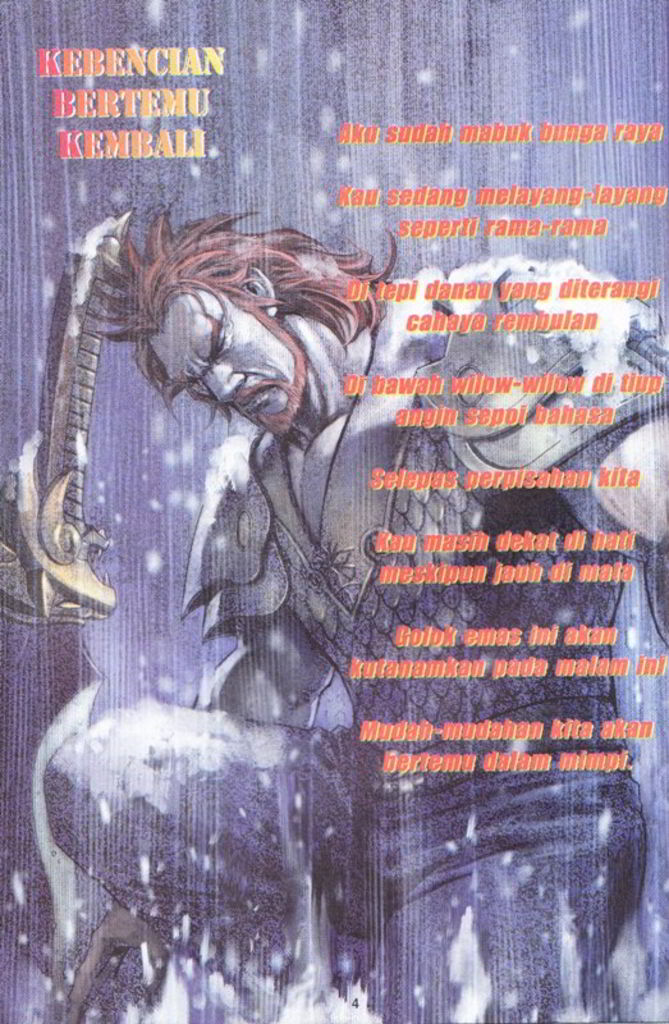 KEBENCIAN
BERTEMU
KEMBALI
Aku sudah mabuk bunga raya
Kau sedang melayang-layang
seperti rama-rama
Di tepi danau yang diterangi
cahaya rembulan
Di bawah wilow-wilow di tiup
angin sepoi bahasa
Selepas perpisahan kita
Kau masih dekat di hati
meskipun jauh di mata
Golok emas ini akan
kutanamkan pada malam ini
Mudah-mudahan kita akan
bertemu dalam mimpi.
4